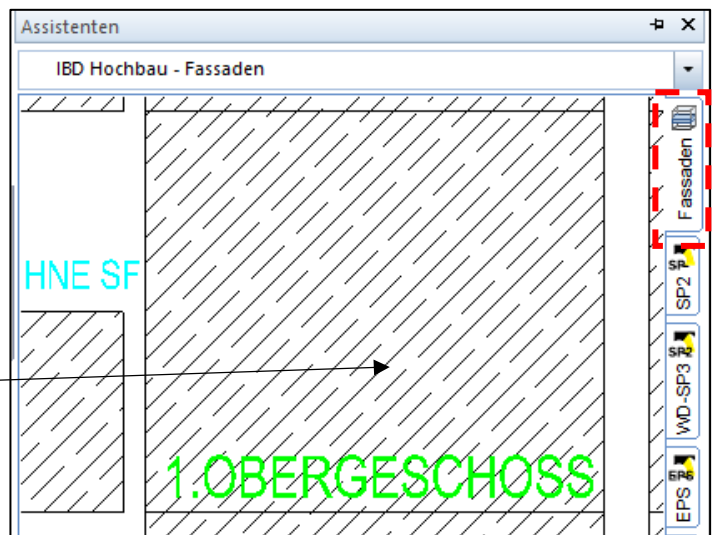 Assistenten
IBD Hochbau - Fassaden
Fassaden
HNE SF
SP2
WD-SP3
1.OBERGESCHOSS
EPS